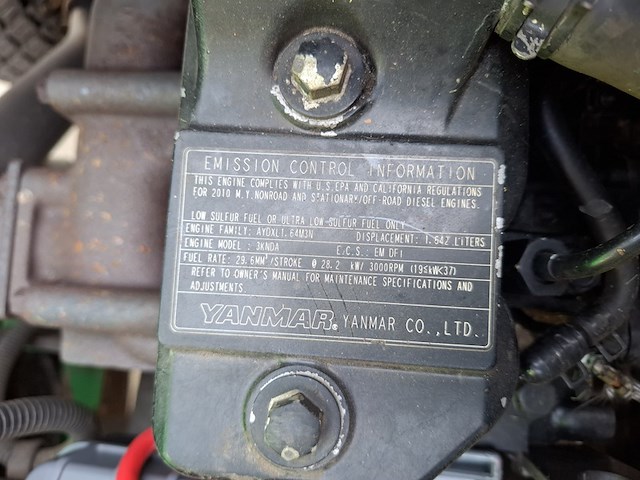 EMISSION CONTROL INFORMATION
THIS ENGINE COMPLIES WITH U.S.EPA AND CALIFORNIA REGULATIONS
FOR 2010 M.Y.NONROAD AND STATIONARY/OFF-ROAD DIESEL ENGINES.
LOW SULFUR FUEL OR ULTRA LOW-SULFUR FUEL ONLY
ENGINE FAMILY: AYDXL1.64M3N DISPLACEMENT: 1.642 LITERS
ENGINE MODEL : 3KNDA E.C.S.: EM DFI
FUEL RATE: 29.6MM³/STROKE @ 28.2 kW/ 3000RPM (19≤kW<37)
REFER TO OWNER'S MANUAL FOR MAINTENANCE SPECIFICATIONS AND
ADJUSTMENTS.
YANMAR® YANMAR CO.,LTD.